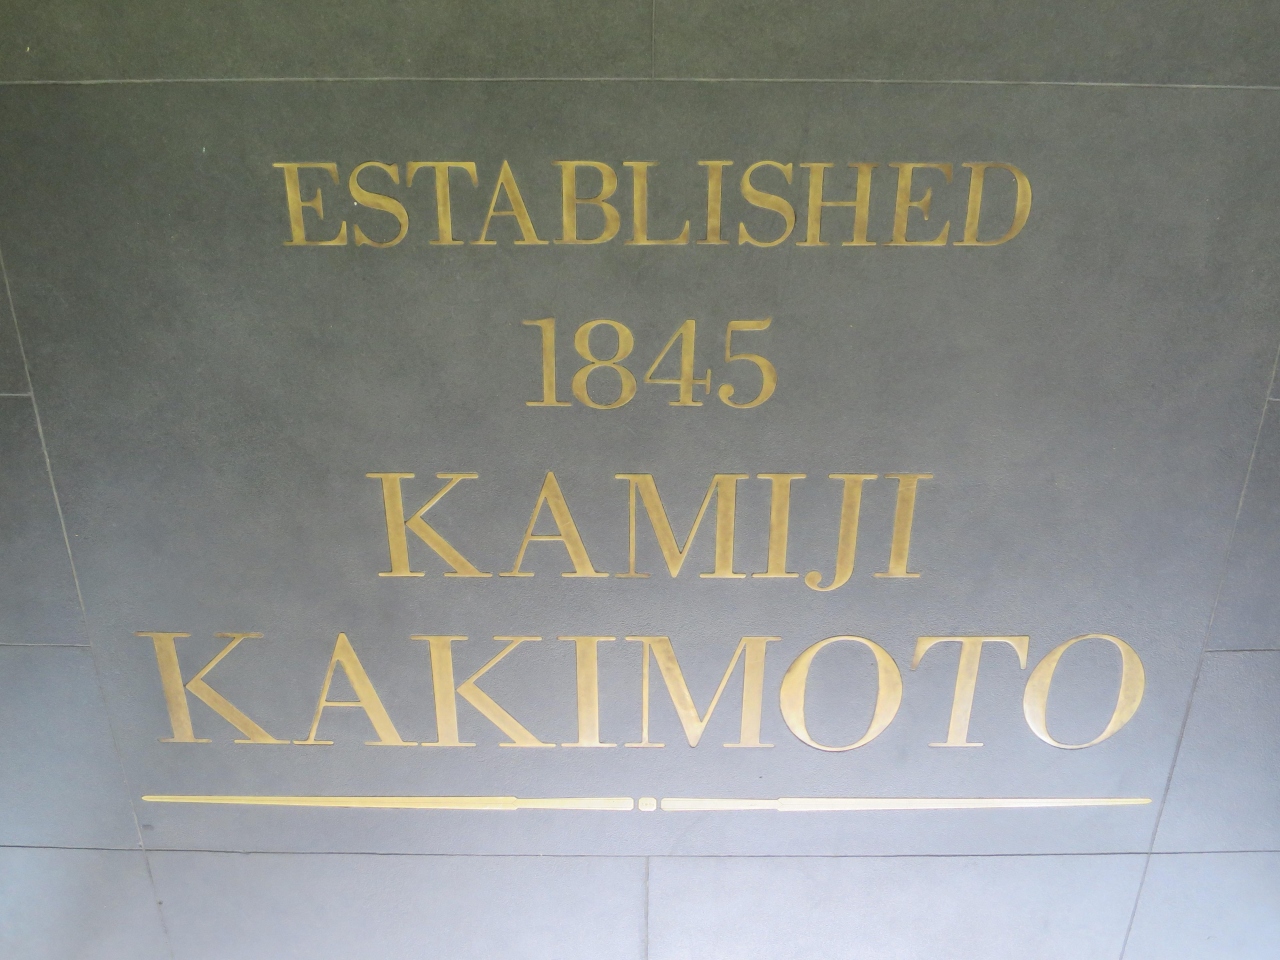 ESTABLISHED
1845
KAMIJI
KAKIMOTO